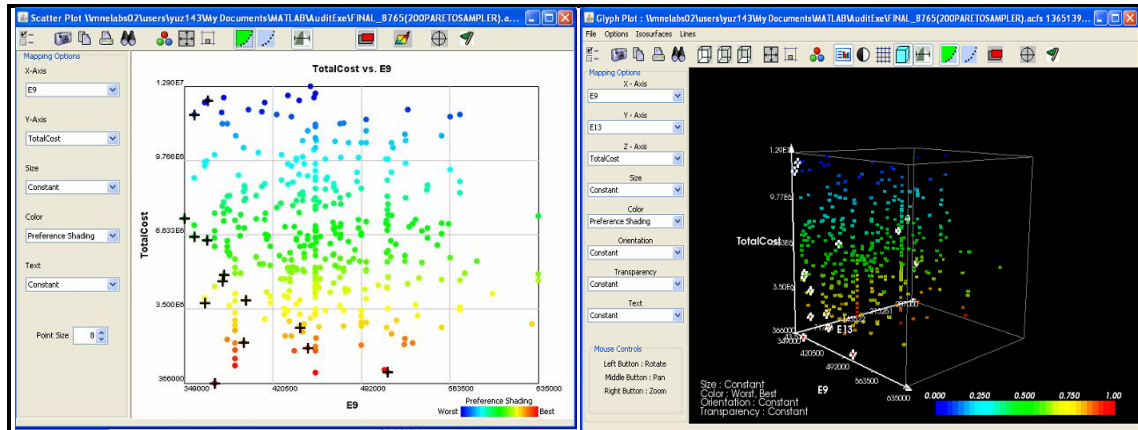 Scatter Plot \\mnelabs02\users\yuz143\My Documents\MATLAB\AuditExe\FINAL_8765(200PARETOSAMPLER).a...
Mapping Options
X-Axis
E9
Y-Axis
TotalCost
Size
Constant
Color
Preference Shading
Text
Constant
Point Size 8
TotalCost vs. E9
1.290E7
9.766E6
6.633E6
3.500E6
366000
TotalCost
349000 420500 492000 563500 635000
E9
Preference Shading
Worst Best
Glyph Plot : \\mnelabs02\users\yuz143\My Documents\MATLAB\AuditExe\FINAL_8765(200PARETOSAMPLER).acfs 1365139...
File Options Isosurfaces Lines
Mapping Options
X - Axis
E9
Y - Axis
E13
Z - Axis
TotalCost
Size
Constant
Color
Preference Shading
Orientation
Constant
Transparency
Constant
Text
Constant
Mouse Controls
Left Button : Rotate
Middle Button : Pan
Right Button : Zoom
1.29E7
9.77E6
TotalCost
3.50E6
366000
349000
E13
420500
492000
563500
635000
E9
Size : Constant
Color : Worst, Best
Orientation : Constant
Transparency : Constant
0.000 0.250 0.500 0.750 1.00